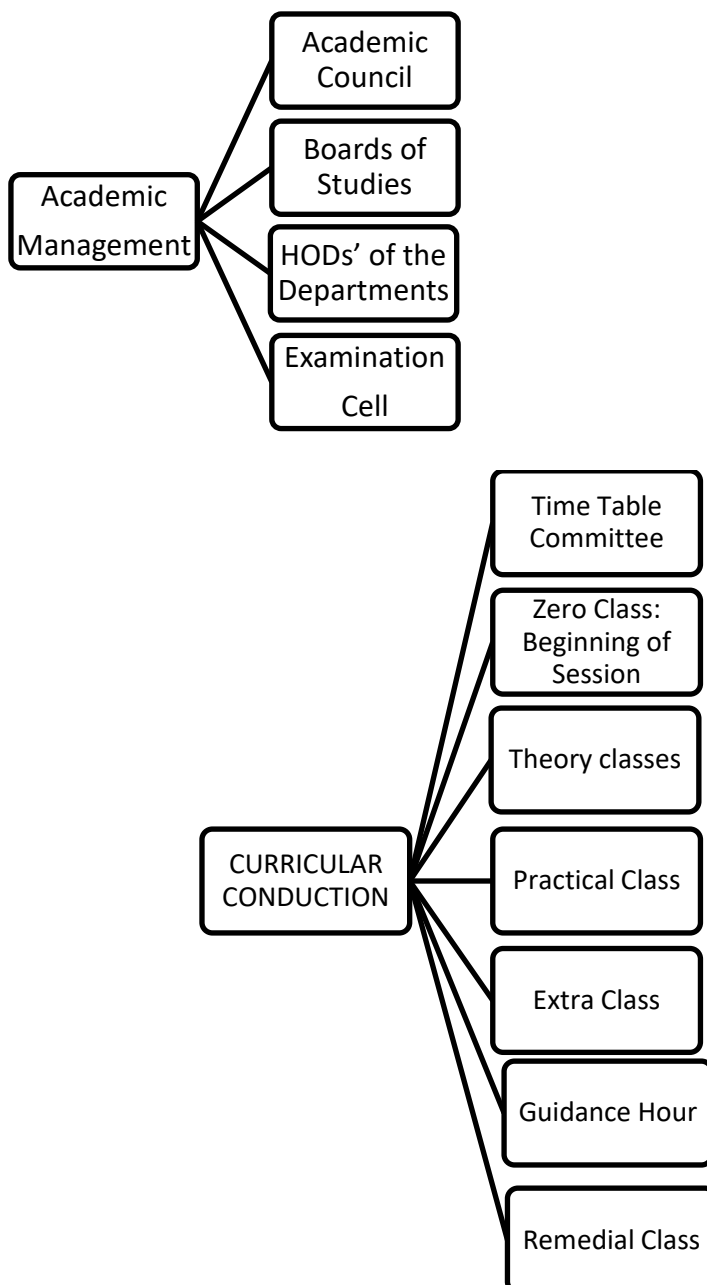 Academic
Council
Boards of
Studies
Academic
Management
HODs’ of the
Departments
Examination
Cell
Time Table
Committee
Zero Class:
Beginning of
Session
Theory classes
CURRICULAR
CONDUCTION
Practical Class
Extra Class
Guidance Hour
Remedial Class